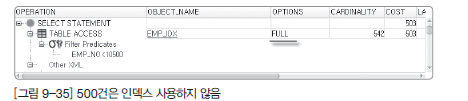 OPERATION OBJECT_NAME OPTIONS CARDINALITY COST LA
SELECT STATEMENT 503
TABLE ACCESS EMP_IDX FULL 542 503
Filter Predicates
EMP_NO<10500
Other XML
[그림 9-35] 500건은 인덱스 사용하지 않음